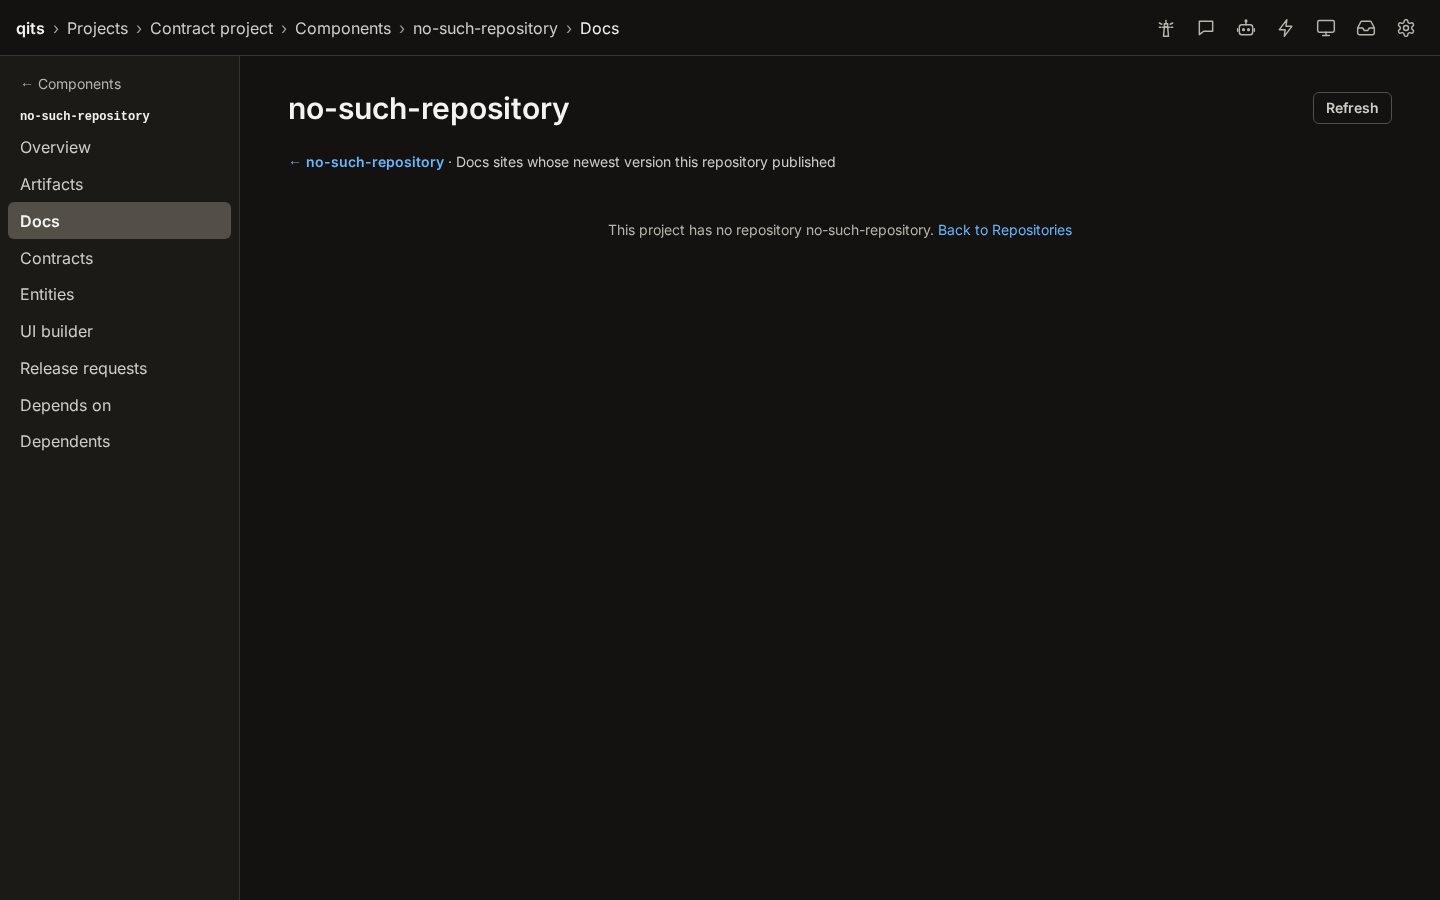 qits › Projects › Contract project › Components › no-such-repository › Docs
← Components
no-such-repository
Overview
Artifacts
Docs
Contracts
Entities
UI builder
Release requests
Depends on
Dependents
no-such-repository
Refresh
← no-such-repository · Docs sites whose newest version this repository published
This project has no repository no-such-repository. Back to Repositories